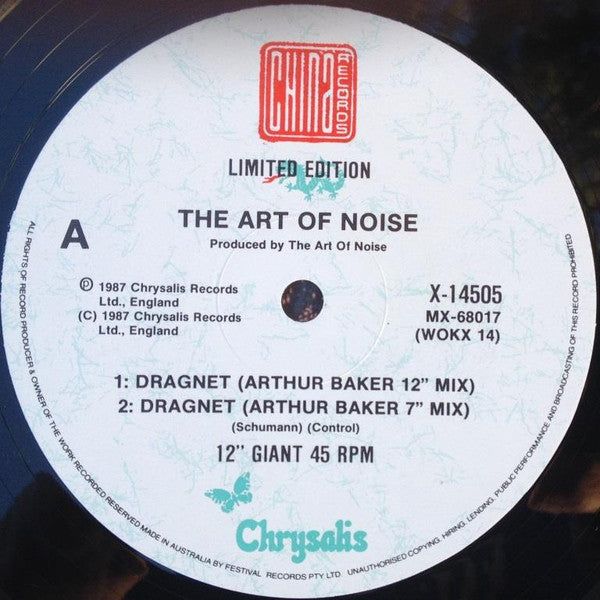 CHINA
RECORDS
LIMITED EDITION
THE ART OF NOISE
Produced by The Art Of Noise
A
℗ 1987 Chrysalis Records
Ltd., England
(C) 1987 Chrysalis Records
Ltd., England
X-14505
MX-68017
(WOKX 14)
1: DRAGNET (ARTHUR BAKER 12” MIX)
2: DRAGNET (ARTHUR BAKER 7” MIX)
(Schumann) (Control)
12” GIANT 45 RPM
Chrysalis
ALL RIGHTS OF RECORD PRODUCER & OWNER OF THE WORK RECORDED RESERVED MADE IN AUSTRALIA BY FESTIVAL RECORDS PTY LTD. UNAUTHORISED COPYING. HIRING. LENDING. PUBLIC PERFORMANCE AND BROADCASTING OF THIS RECORD PROHIBITED